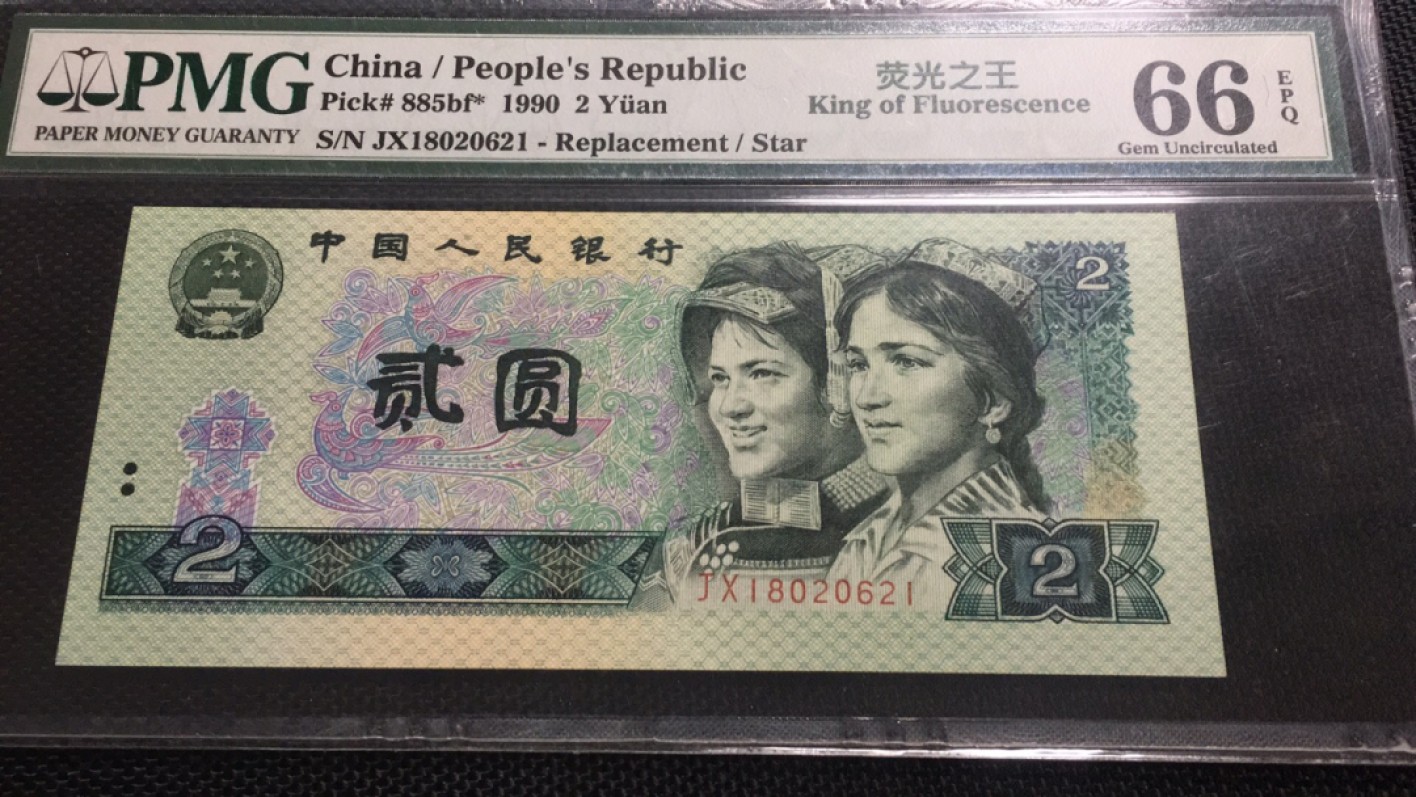 PMG
PAPER MONEY GUARANTY
China / People's Republic
Pick# 885bf* 1990 2 Yüan
S/N JX18020621 - Replacement / Star
荧光之王
King of Fluorescence
66
EPQ
Gem Uncirculated
中国人民银行
2
贰圆
2
2
JX18020621